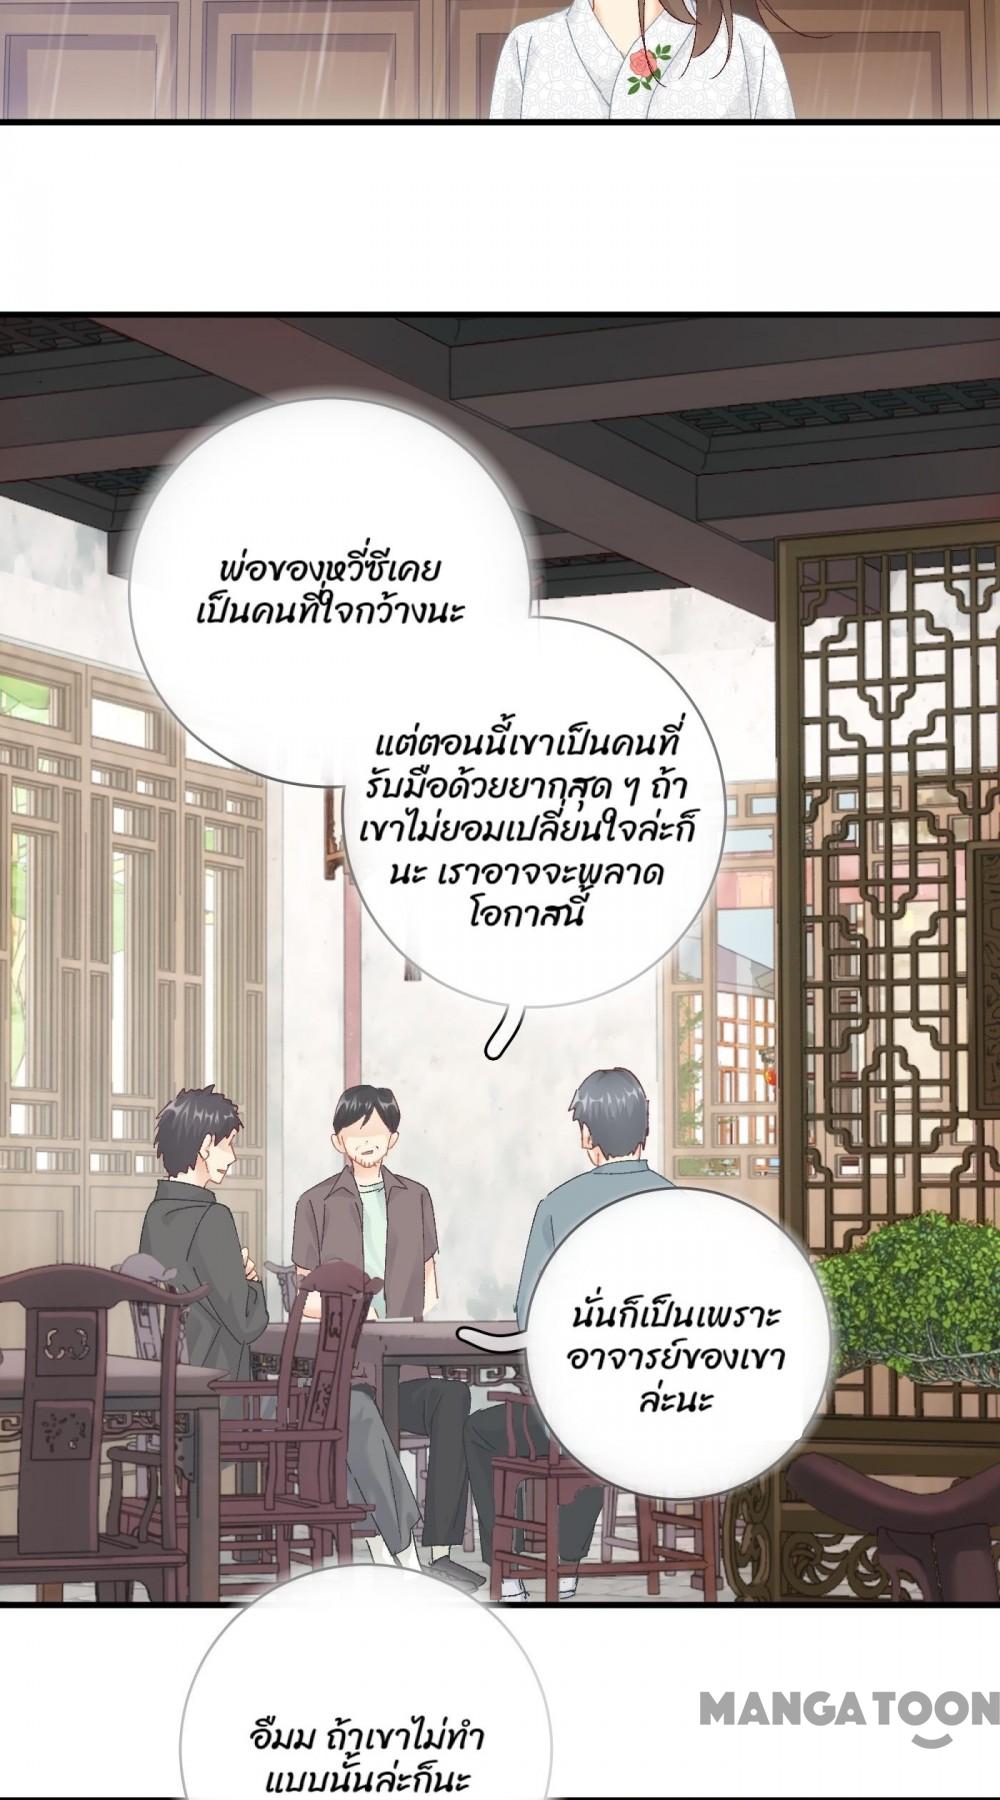 พ่อของหวี่ซีเคย
เป็นคนที่ใจกว้างนะ
แต่ตอนนี้เขาเป็นคนที่
รับมือด้วยยากสุด ๆ ถ้า
เขาไม่ยอมเปลี่ยนใจล่ะก็
นะ เราอาจจะพลาด
โอกาสนี้
นั่นก็เป็นเพราะ
อาจารย์ของเขา
ล่ะนะ
MANGATOON
อืมม ถ้าเขาไม่ทำ
แบบนั้นล่ะก็นะ